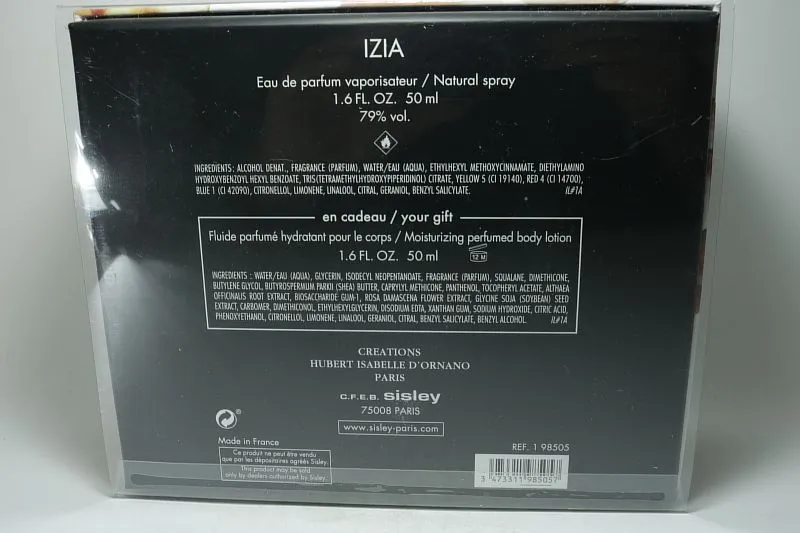 IZIA
Eau de parfum vaporisateur / Natural spray
1.6 FL. OZ. 50 ml
79% vol.
INGREDIENTS : ALCOHOL DENAT., FRAGRANCE (PARFUM), WATER/EAU (AQUA), ETHYLHEXYL METHOXYCINNAMATE, DIETHYLAMINO
HYDROXYBENZOYL HEXYL BENZOATE, TRIS(TETRAMETHYLHYDROXYPIPERIDINOL) CITRATE, YELLOW 5 (CI 19140), RED 4 (CI 14700),
BLUE 1 (CI 42090), CITRONELLOL, LIMONENE, LINALOOL, CITRAL, GERANIOL, BENZYL SALICYLATE. IL#1A
en cadeau / your gift
Fluide parfumé hydratant pour le corps / Moisturizing perfumed body lotion
1.6 FL. OZ. 50 ml 12 M
INGREDIENTS : WATER/EAU (AQUA), GLYCERIN, ISODECYL NEOPENTANOATE, FRAGRANCE (PARFUM), SQUALANE, DIMETHICONE,
BUTYLENE GLYCOL, BUTYROSPERMUM PARKII (SHEA) BUTTER, CAPRYLYL METHICONE, PANTHENOL, TOCOPHERYL ACETATE, ALTHAEA
OFFICINALIS ROOT EXTRACT, BIOSACCHARIDE GUM-1, ROSA DAMASCENA FLOWER EXTRACT, GLYCINE SOJA (SOYBEAN) SEED
EXTRACT, CARBOMER, DIMETHICONOL, ETHYLHEXYLGLYCERIN, DISODIUM EDTA, XANTHAN GUM, SODIUM HYDROXIDE, CITRIC ACID,
PHENOXYETHANOL, CITRONELLOL, LIMONENE, LINALOOL, GERANIOL, CITRAL, BENZYL SALICYLATE, BENZYL ALCOHOL. IL#1A
CREATIONS
HUBERT ISABELLE D'ORNANO
PARIS
C.F.E.B. sisley
75008 PARIS
www.sisley-paris.com
Made in France
Ce produit ne peut être vendu
que par les dépositaires agréés Sisley.
This product may be sold
only by dealers authorized by Sisley.
REF. 1 98505
3 473311 985057